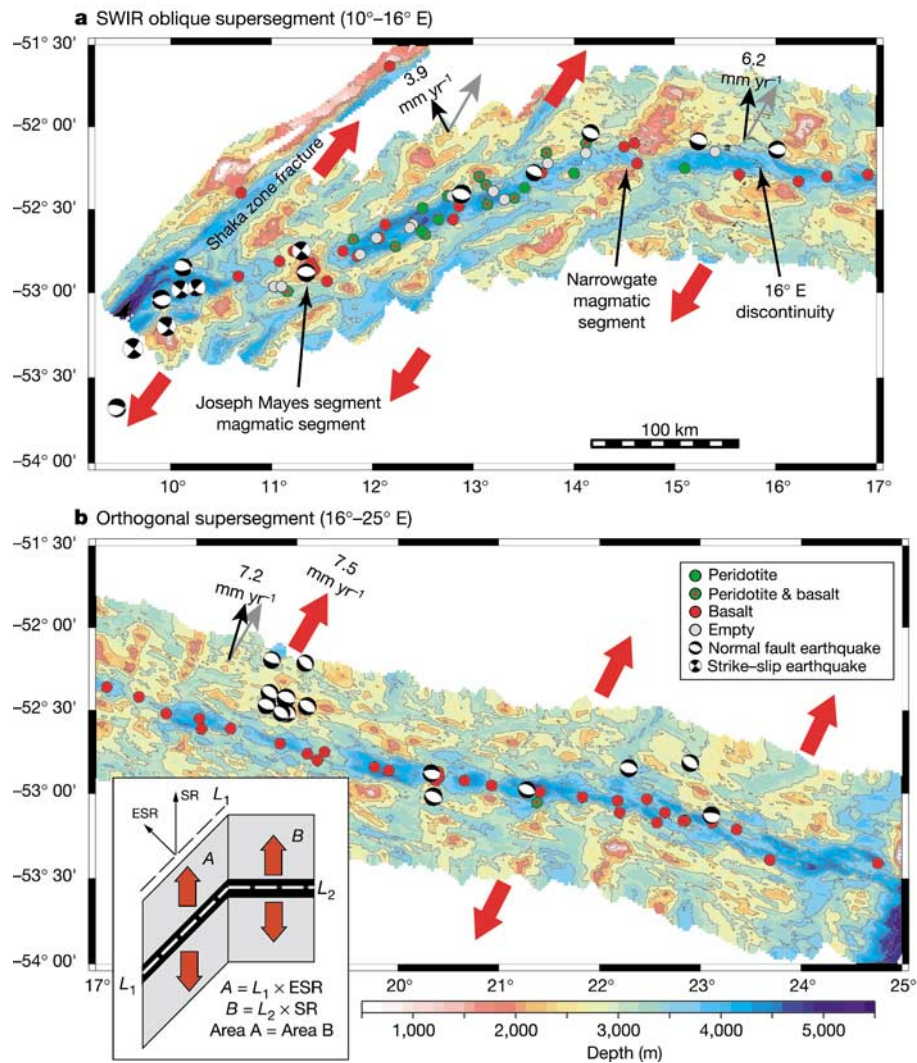 a SWIR oblique supersegment (10°–16° E)
–51° 30'
–52° 00'
–52° 30'
–53° 00'
–53° 30'
–54° 00'
3.9
mm yr⁻¹
6.2
mm yr⁻¹
Shaka zone fracture
Narrowgate
magmatic
segment
16° E
discontinuity
Joseph Mayes segment
magmatic segment
100 km
10° 11° 12° 13° 14° 15° 16° 17°
b Orthogonal supersegment (16°–25° E)
–51° 30'
–52° 00'
–52° 30'
–53° 00'
–53° 30'
–54° 00'
7.2
mm yr⁻¹
7.5
mm yr⁻¹
Peridotite
Peridotite & basalt
Basalt
Empty
Normal fault earthquake
Strike–slip earthquake
L₁
SR
ESR
A
B
L₂
L₁
A = L₁ × ESR
B = L₂ × SR
Area A = Area B
17° 20° 21° 22° 23° 24° 25°
1,000 2,000 3,000 4,000 5,000
Depth (m)